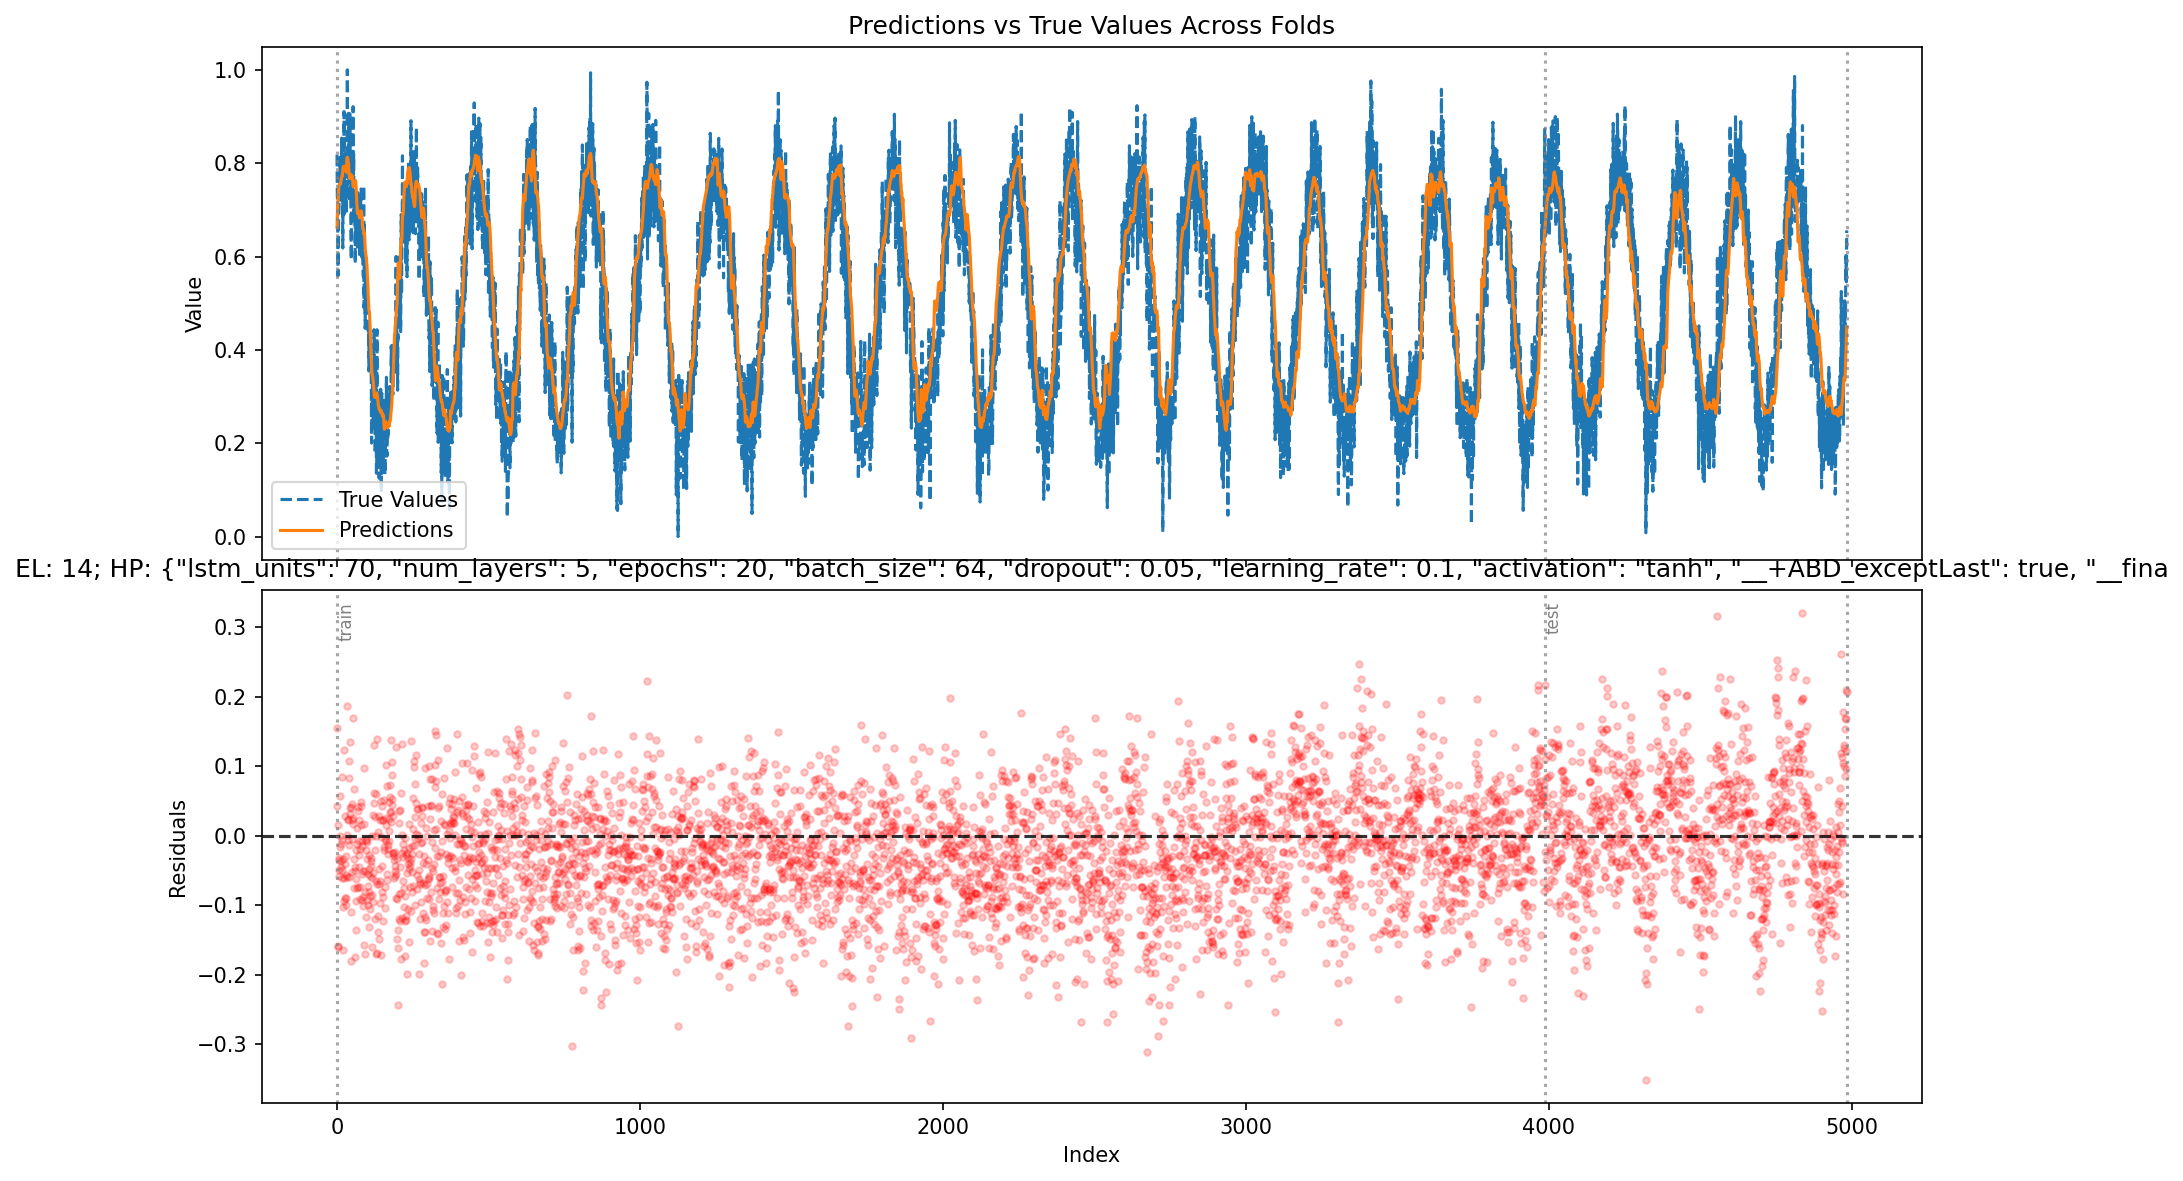 Predictions vs True Values Across Folds
1.0
0.8
0.6
0.4
0.2
0.0
Value
True Values
Predictions
EL: 14; HP: {"lstm_units": 70, "num_layers": 5, "epochs": 20, "batch_size": 64, "dropout": 0.05, "learning_rate": 0.1, "activation": "tanh", "__+ABD_exceptLast": true, "__fina
train
test
0.3
0.2
0.1
0.0
−0.1
−0.2
−0.3
Residuals
0 1000 2000 3000 4000 5000
Index